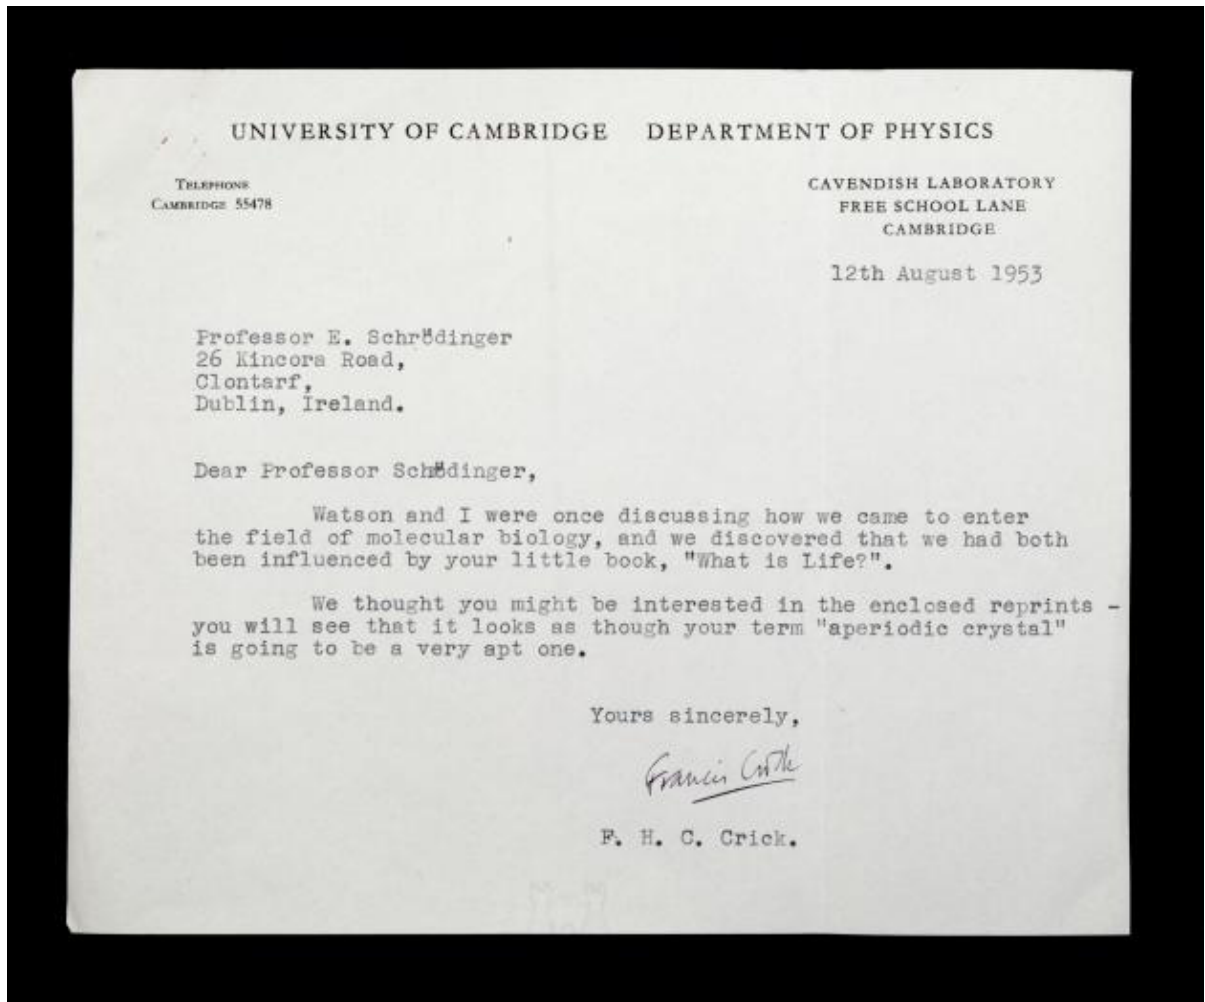 UNIVERSITY OF CAMBRIDGE DEPARTMENT OF PHYSICS
TELEPHONE
CAMBRIDGE 55478
CAVENDISH LABORATORY
FREE SCHOOL LANE
CAMBRIDGE
12th August 1953
Professor E. Schrödinger
26 Kincora Road,
Clontarf,
Dublin, Ireland.
Dear Professor Schödinger,
Watson and I were once discussing how we came to enter
the field of molecular biology, and we discovered that we had both
been influenced by your little book, "What is Life?".
We thought you might be interested in the enclosed reprints -
you will see that it looks as though your term "aperiodic crystal"
is going to be a very apt one.
Yours sincerely,
Francis Crick
F. H. C. Crick.